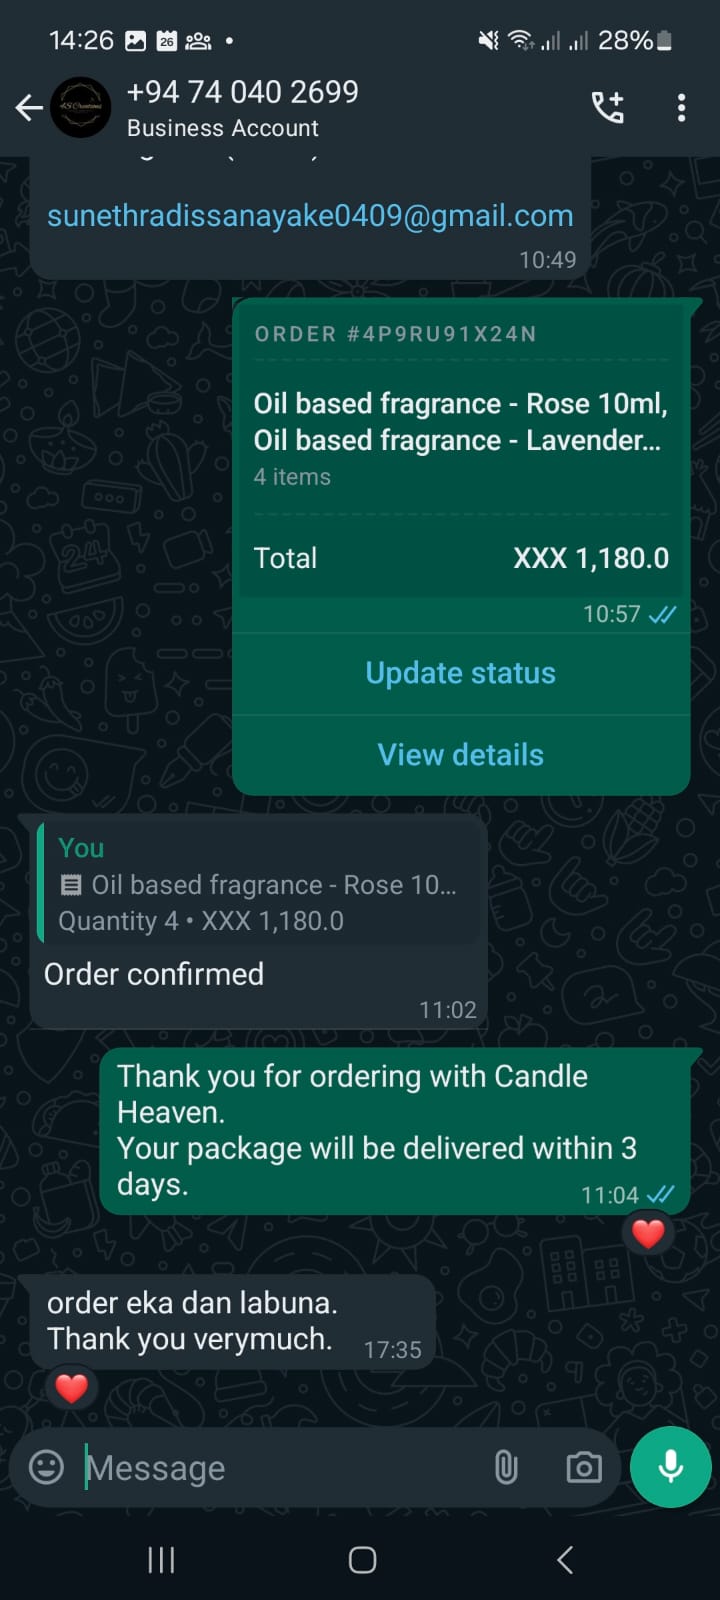 14:26
26
28%
+94 74 040 2699
Business Account
sunethradissanayake0409@gmail.com
10:49
ORDER #4P9RU91X24N
Oil based fragrance - Rose 10ml,
Oil based fragrance - Lavender...
4 items
Total XXX 1,180.0
10:57
Update status
View details
You
Oil based fragrance - Rose 10...
Quantity 4 • XXX 1,180.0
Order confirmed
11:02
Thank you for ordering with Candle
Heaven.
Your package will be delivered within 3
days.
11:04
order eka dan labuna.
Thank you verymuch.
17:35
Message